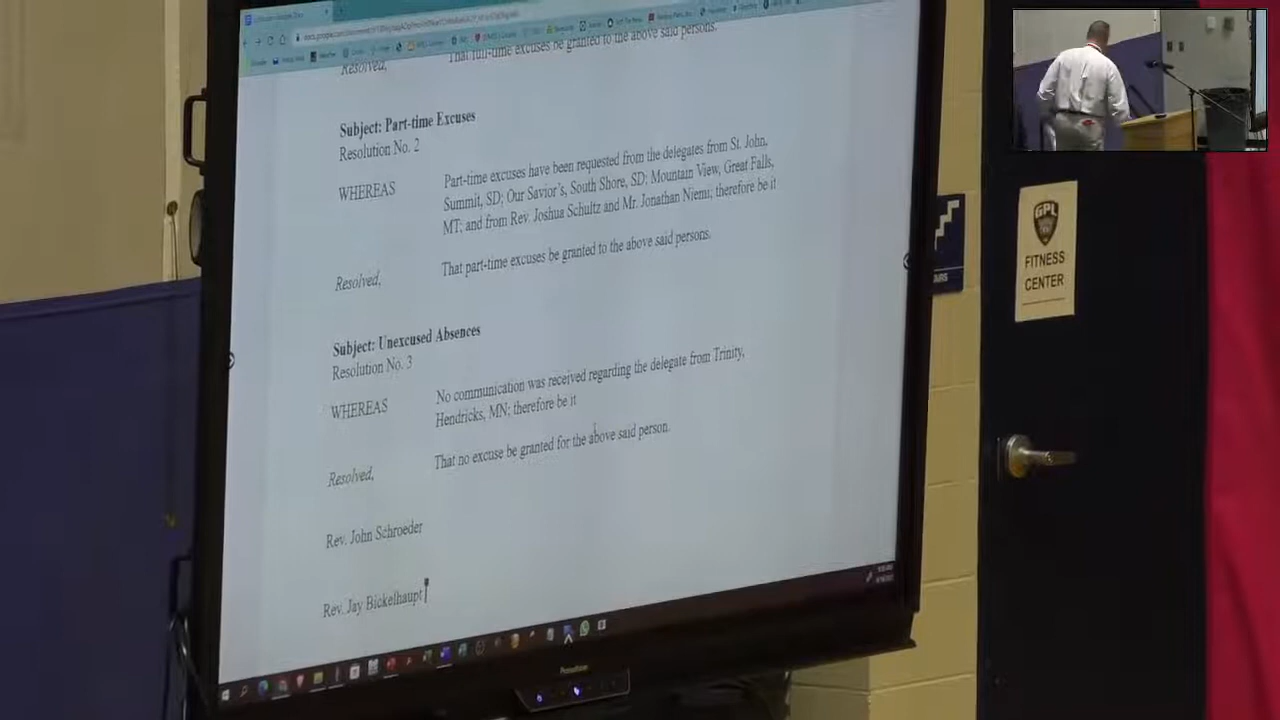 Resolved, That full-time excuses be granted to the above said persons.
Subject: Part-time Excuses
Resolution No. 2
WHEREAS Part-time excuses have been requested from the delegates from St. John,
Summit, SD; Our Savior's, South Shore, SD; Mountain View, Great Falls,
MT; and from Rev. Joshua Schultz and Mr. Jonathan Niemi; therefore be it
Resolved, That part-time excuses be granted to the above said persons.
Subject: Unexcused Absences
Resolution No. 3
WHEREAS No communication was received regarding the delegate from Trinity,
Hendricks, MN; therefore be it
Resolved, That no excuse be granted for the above said person.
Rev. John Schroeder
Rev. Jay Bickelhaupt
GPL
FITNESS
CENTER